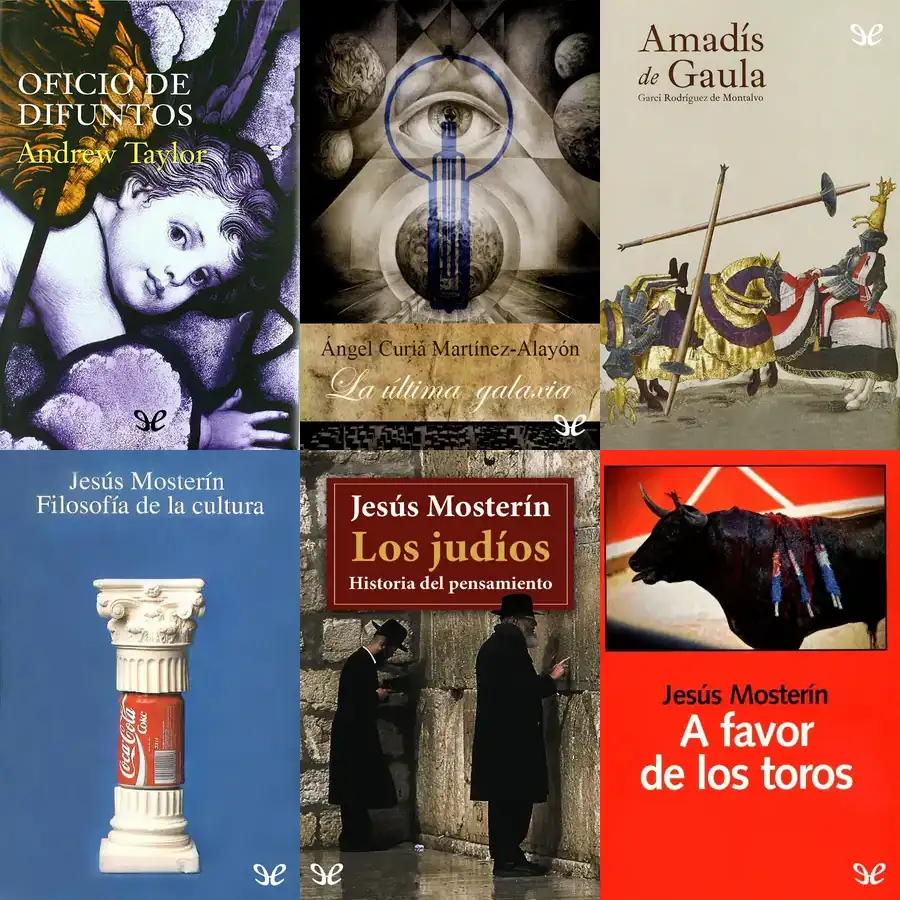 OFICIO DE
DIFUNTOS
Andrew Taylor
Ángel Curiá Martínez-Alayón
La última galaxia
Amadís
de Gaula
Garci Rodríguez de Montalvo
Jesús Mosterín
Filosofía de la cultura
Coca-Cola
Coke
Jesús Mosterín
Los judíos
Historia del pensamiento
Jesús Mosterín
A favor
de los toros